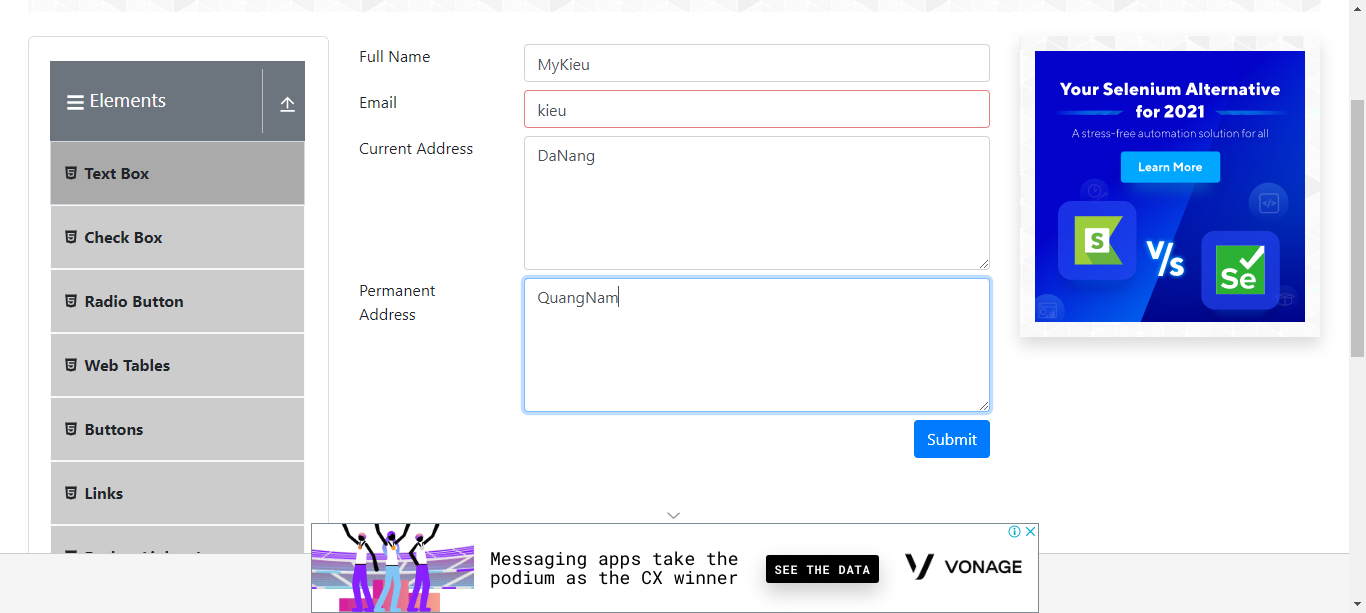 Elements
Text Box
Check Box
Radio Button
Web Tables
Buttons
Links
Full Name
MyKieu
Email
kieu
Current Address
DaNang
Permanent
Address
QuangNam
Submit
Your Selenium Alternative
for 2021
A stress-free automation solution for all
Learn More
S
V/s
Se
Messaging apps take the
podium as the CX winner
SEE THE DATA
VONAGE